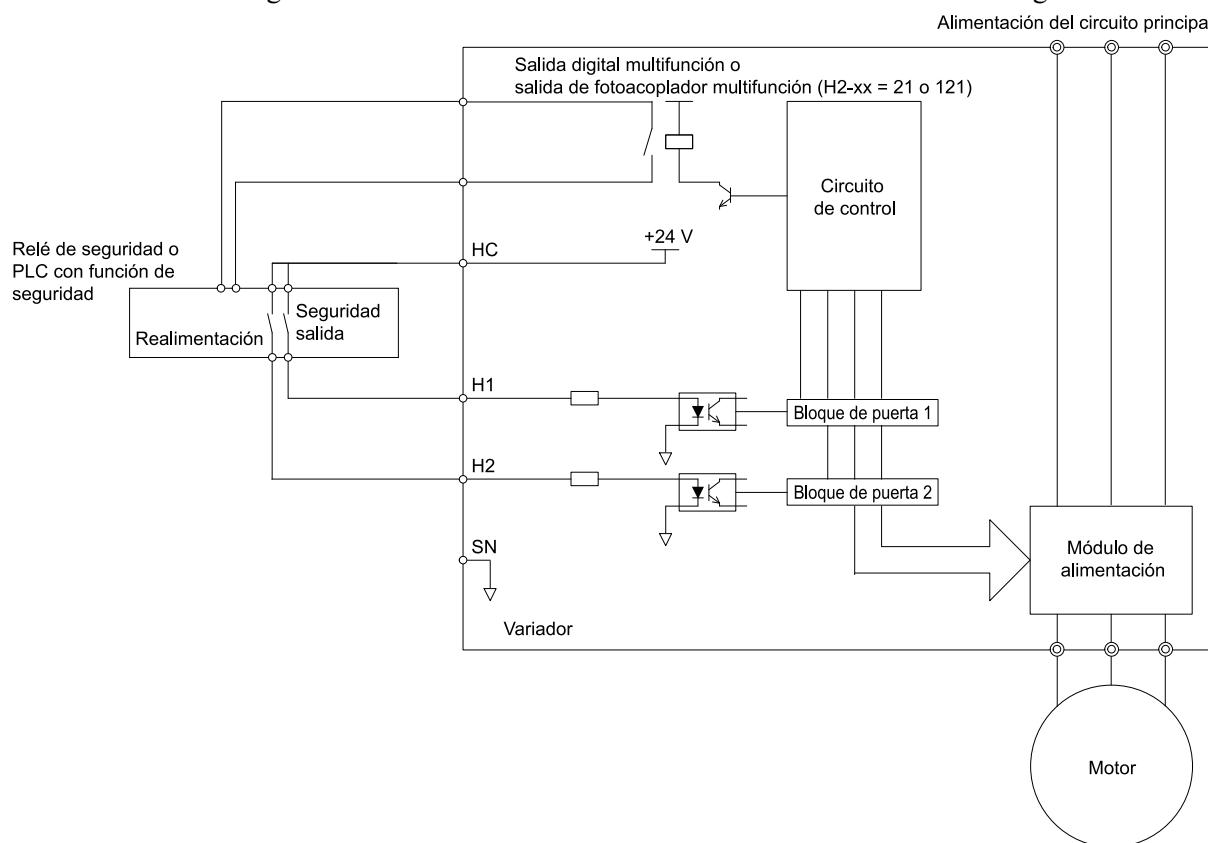 Alimentación del circuito principa
Salida digital multifunción o
salida de fotoacoplador multifunción (H2-xx = 21 o 121)
Circuito
de control
+24 V
HC
Relé de seguridad o
PLC con función de
seguridad
Seguridad
salida
Realimentación
H1
Bloque de puerta 1
H2
Bloque de puerta 2
SN
Módulo de
alimentación
Variador
Motor